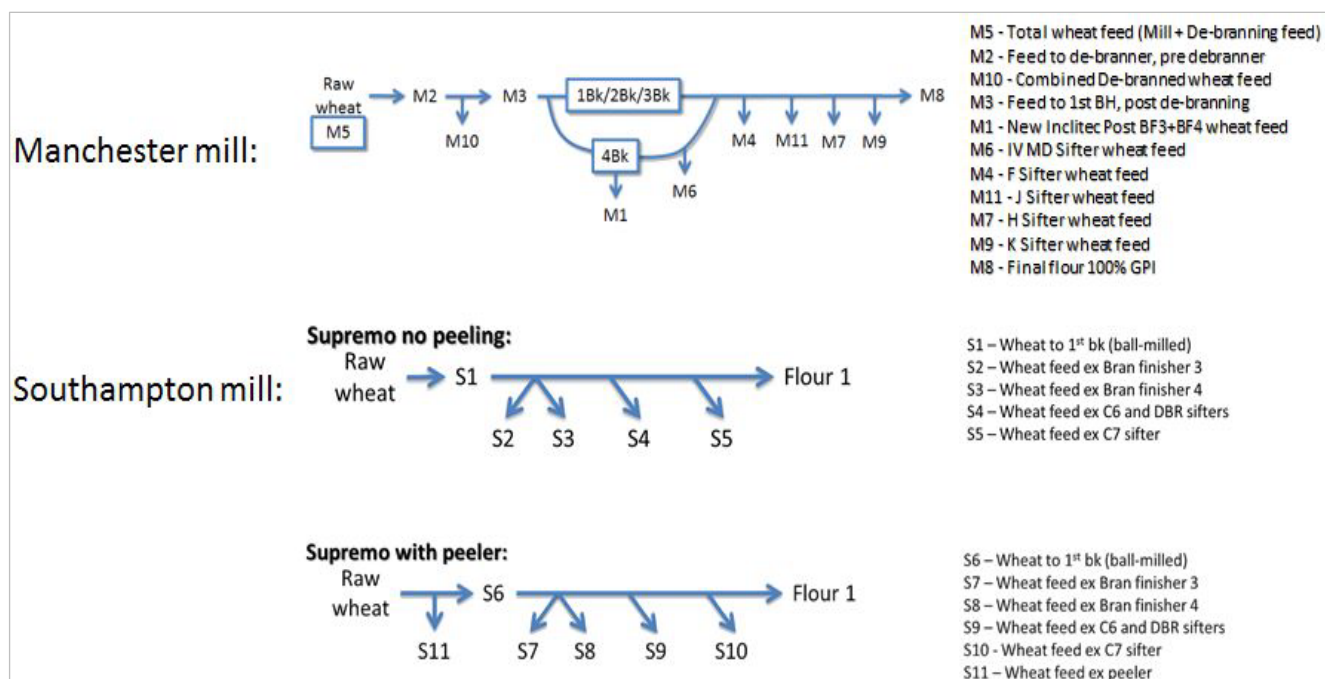 Manchester mill:
Raw
wheat
M5
M2
M10
M3
1Bk/2Bk/3Bk
4Bk
M1
M6
M4
M11
M7
M9
M8
M5 - Total wheat feed (Mill + De-branning feed)
M2 - Feed to de-branner, pre debranner
M10 - Combined De-branned wheat feed
M3 - Feed to 1st BH, post de-branning
M1 - New Inclitec Post BF3+BF4 wheat feed
M6 - IV MD Sifter wheat feed
M4 - F Sifter wheat feed
M11 - J Sifter wheat feed
M7 - H Sifter wheat feed
M9 - K Sifter wheat feed
M8 - Final flour 100% GPI
Southampton mill:
Supremo no peeling:
Raw
wheat
S1
Flour 1
S2
S3
S4
S5
S1 – Wheat to 1st bk (ball-milled)
S2 – Wheat feed ex Bran finisher 3
S3 – Wheat feed ex Bran finisher 4
S4 – Wheat feed ex C6 and DBR sifters
S5 – Wheat feed ex C7 sifter
Supremo with peeler:
Raw
wheat
S6
Flour 1
S11
S7
S8
S9
S10
S6 – Wheat to 1st bk (ball-milled)
S7 – Wheat feed ex Bran finisher 3
S8 – Wheat feed ex Bran finisher 4
S9 – Wheat feed ex C6 and DBR sifters
S10 - Wheat feed ex C7 sifter
S11 – Wheat feed ex peeler